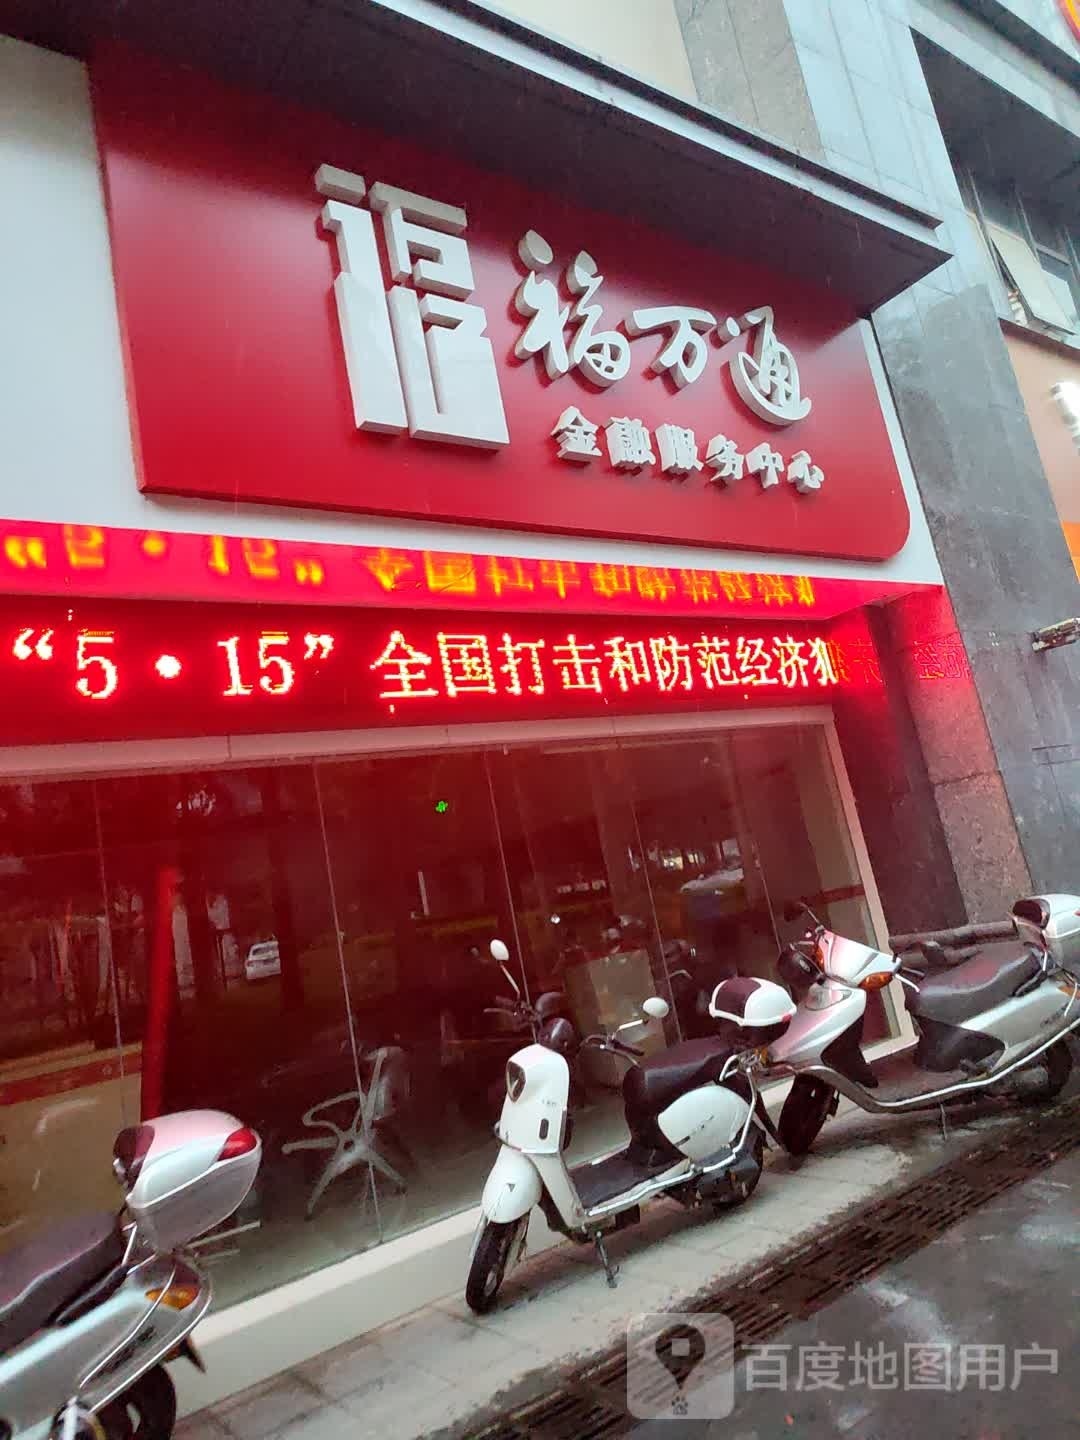 福万通
金融服务中心
“5·15”全国打击和防范经济犯
百度地图用户